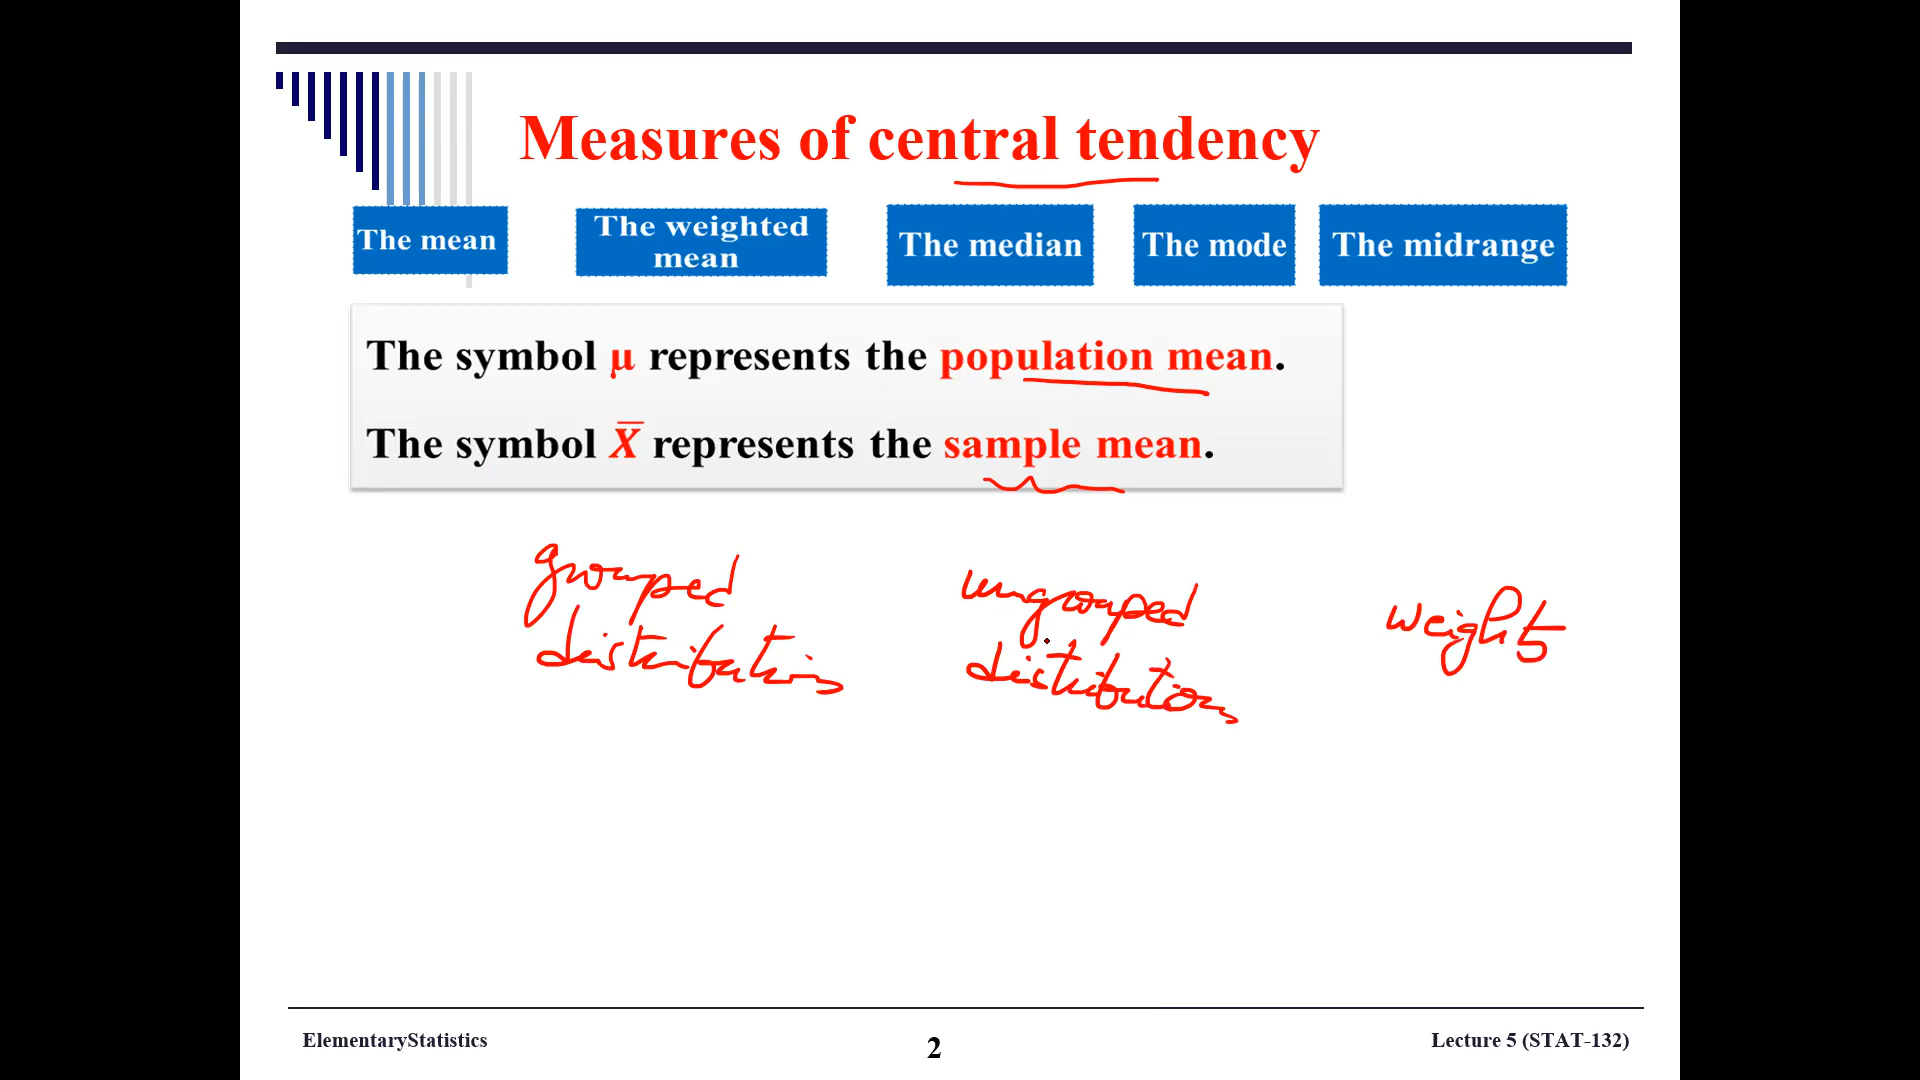 Measures of central tendency
The mean
The weighted
mean
The median
The mode
The midrange
The symbol μ represents the population mean.
The symbol X̅ represents the sample mean.
grouped
distribution
ungrouped
distribution
weights
ElementaryStatistics
2
Lecture 5 (STAT-132)